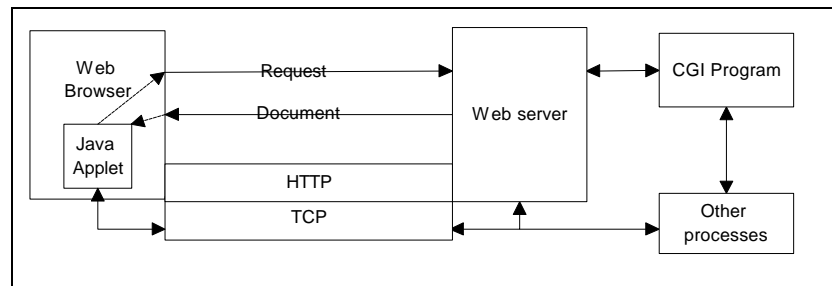 Web
Browser
Java
Applet
Request
Document
HTTP
TCP
Web server
CGI Program
Other
processes